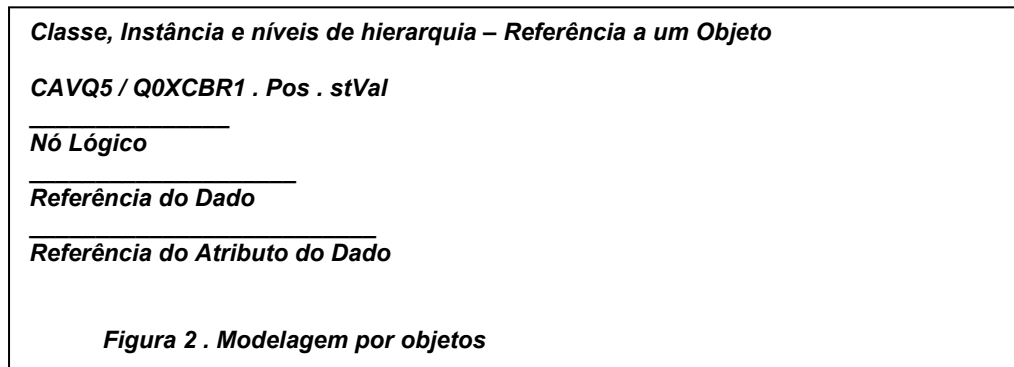 Classe, Instância e níveis de hierarquia – Referência a um Objeto
CAVQ5 / Q0XCBR1 . Pos . stVal
Nó Lógico
Referência do Dado
Referência do Atributo do Dado
Figura 2 . Modelagem por objetos